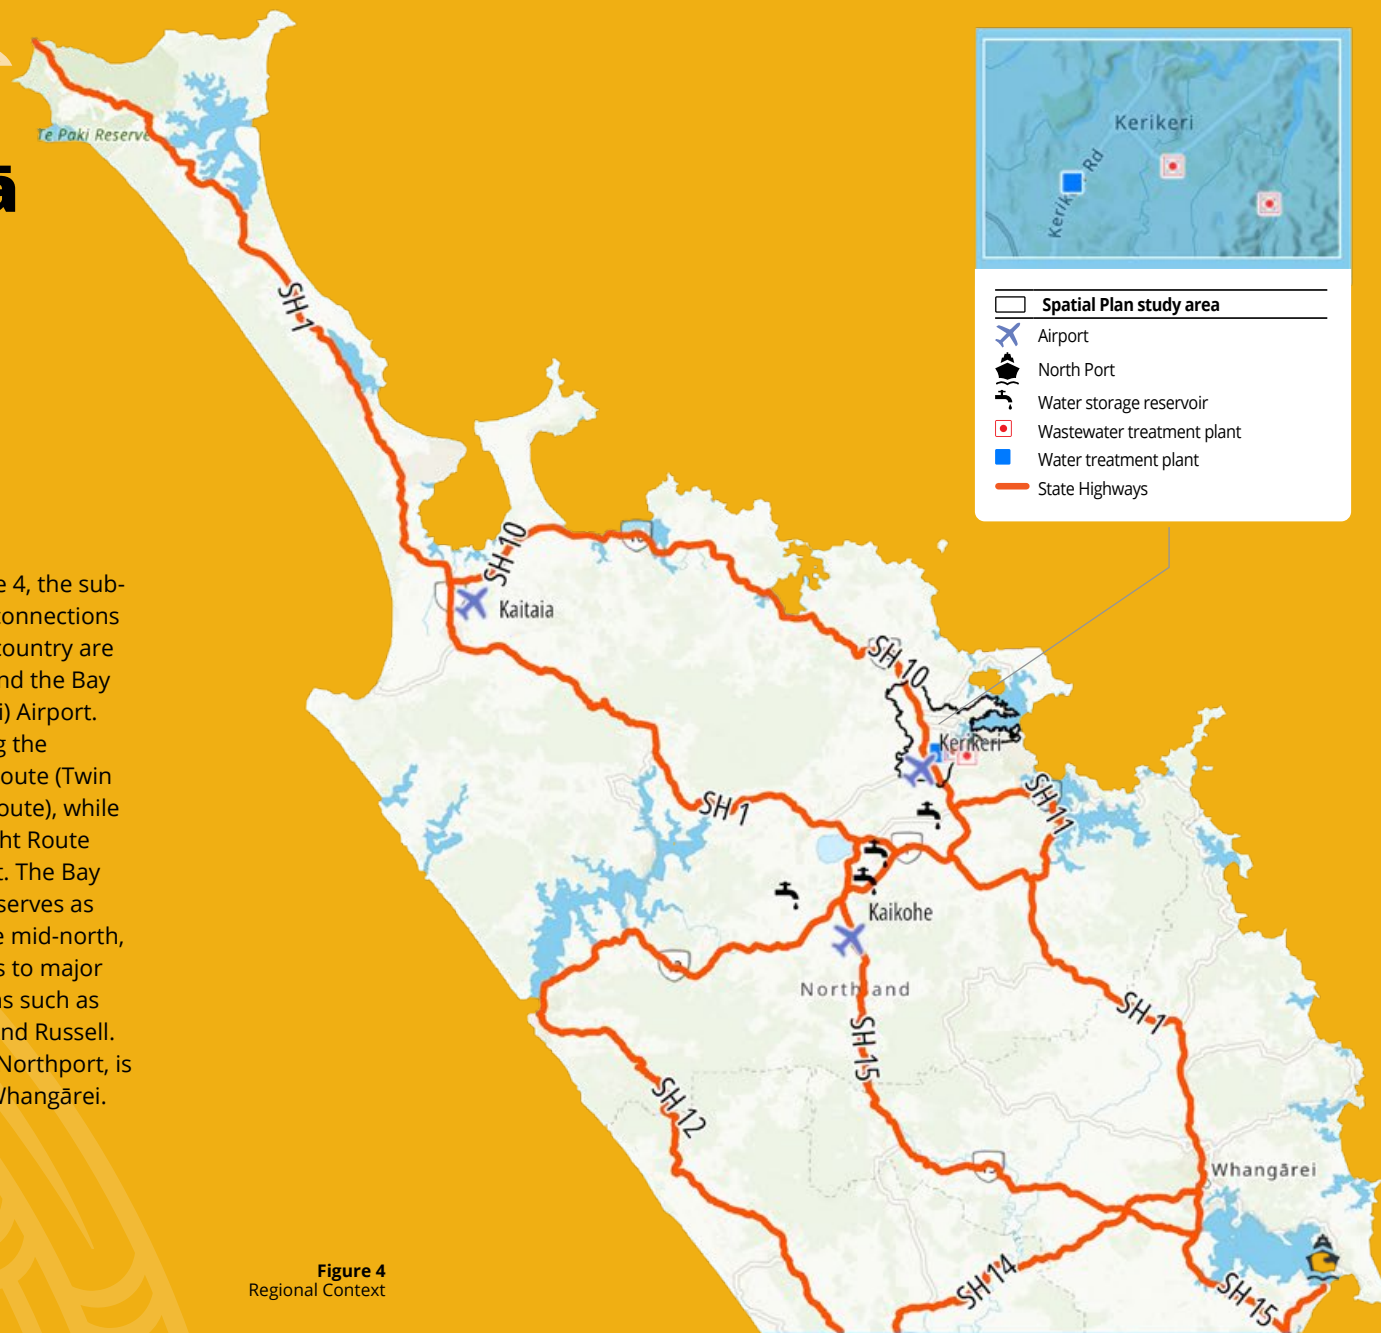 ā
e 4, the sub-
connections
country are
nd the Bay
i) Airport.
g the
oute (Twin
oute), while
ht Route
t. The Bay
serves as
e mid-north,
s to major
ns such as
nd Russell.
Northport, is
Whangārei.
Figure 4
Regional Context
Te Paki Reserve
SH 1
SH 10
Kaitaia
SH 10
Kerikeri
SH 11
SH 1
Kaikohe
Northland
SH 15
SH 1
SH 12
Whangārei
SH 14
SH 15
Kerikeri
Rd
Spatial Plan study area
Airport
North Port
Water storage reservoir
Wastewater treatment plant
Water treatment plant
State Highways